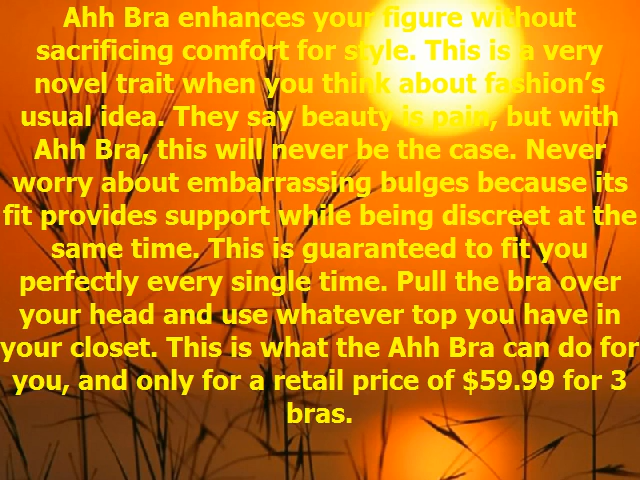 Ahh Bra enhances your figure without
sacrificing comfort for style. This is a very
novel trait when you think about fashion’s
usual idea. They say beauty is pain, but with
Ahh Bra, this will never be the case. Never
worry about embarrassing bulges because its
fit provides support while being discreet at the
same time. This is guaranteed to fit you
perfectly every single time. Pull the bra over
your head and use whatever top you have in
your closet. This is what the Ahh Bra can do for
you, and only for a retail price of $59.99 for 3
bras.